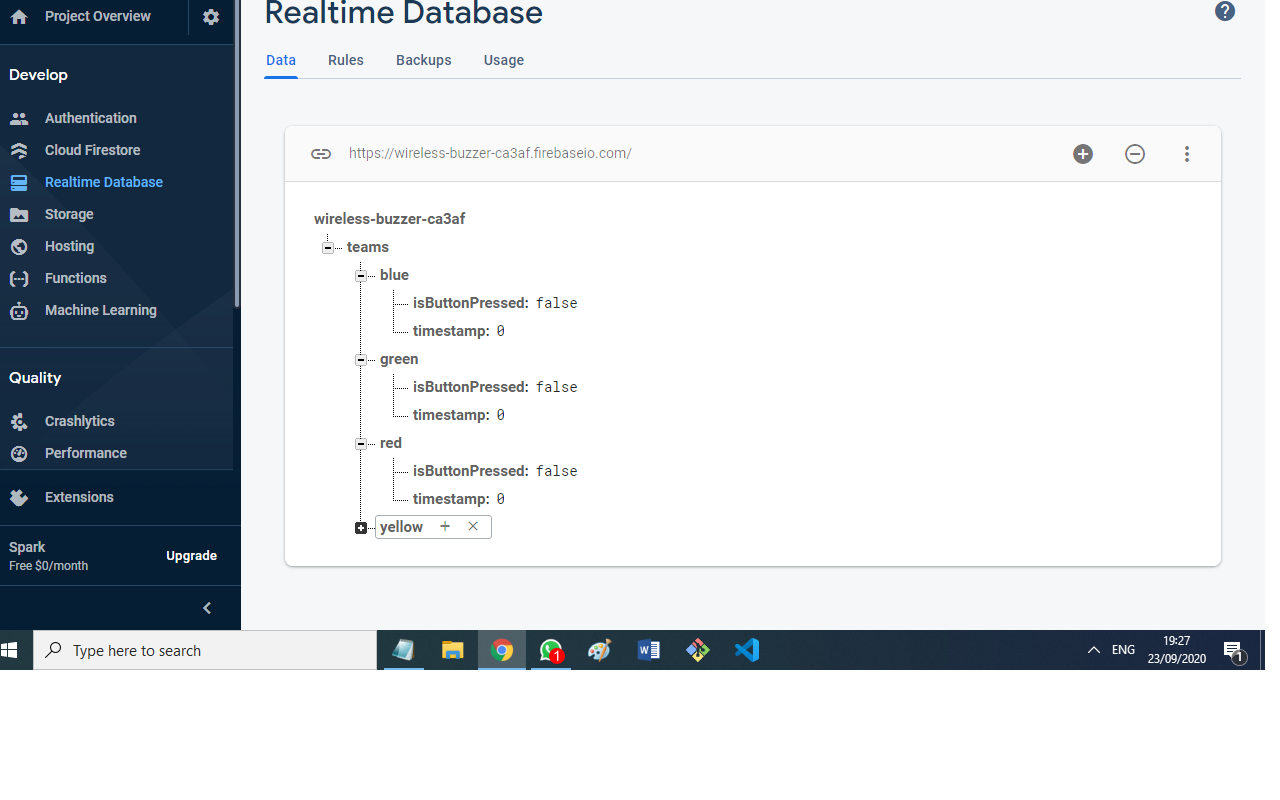 Project Overview
Develop
Authentication
Cloud Firestore
Realtime Database
Storage
Hosting
Functions
Machine Learning
Quality
Crashlytics
Performance
Extensions
Spark
Free $0/month
Upgrade
Realtime Database
?
Data Rules Backups Usage
https://wireless-buzzer-ca3af.firebaseio.com/
wireless-buzzer-ca3af
teams
blue
isButtonPressed: false
timestamp: 0
green
isButtonPressed: false
timestamp: 0
red
isButtonPressed: false
timestamp: 0
yellow + ×
Type here to search
1
W
ENG
19:27
23/09/2020
1